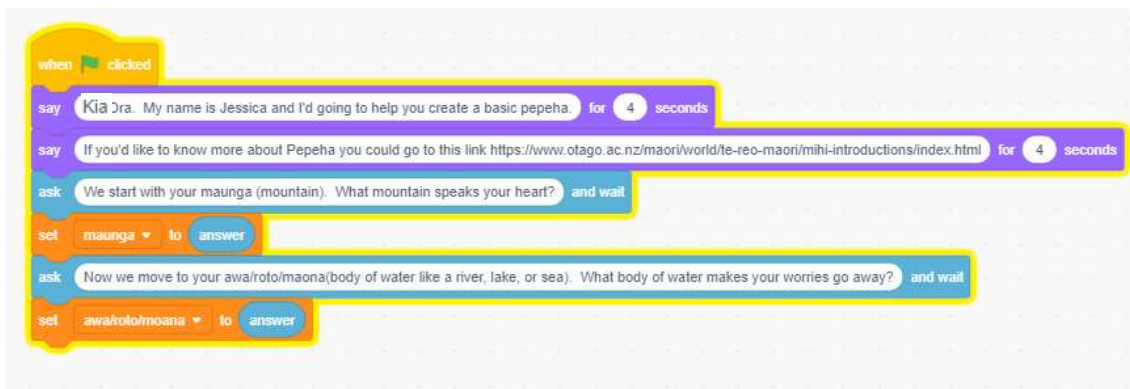 when clicked
say Kia Ora. My name is Jessica and I'd going to help you create a basic pepeha. for 4 seconds
say If you'd like to know more about Pepeha you could go to this link https://www.otago.ac.nz/maori/world/te-reo-maori/mihi-introductions/index.html for 4 seconds
ask We start with your maunga (mountain). What mountain speaks your heart? and wait
set maunga to answer
ask Now we move to your awa/roto/maona(body of water like a river, lake, or sea). What body of water makes your worries go away? and wait
set awa/roto/moana to answer